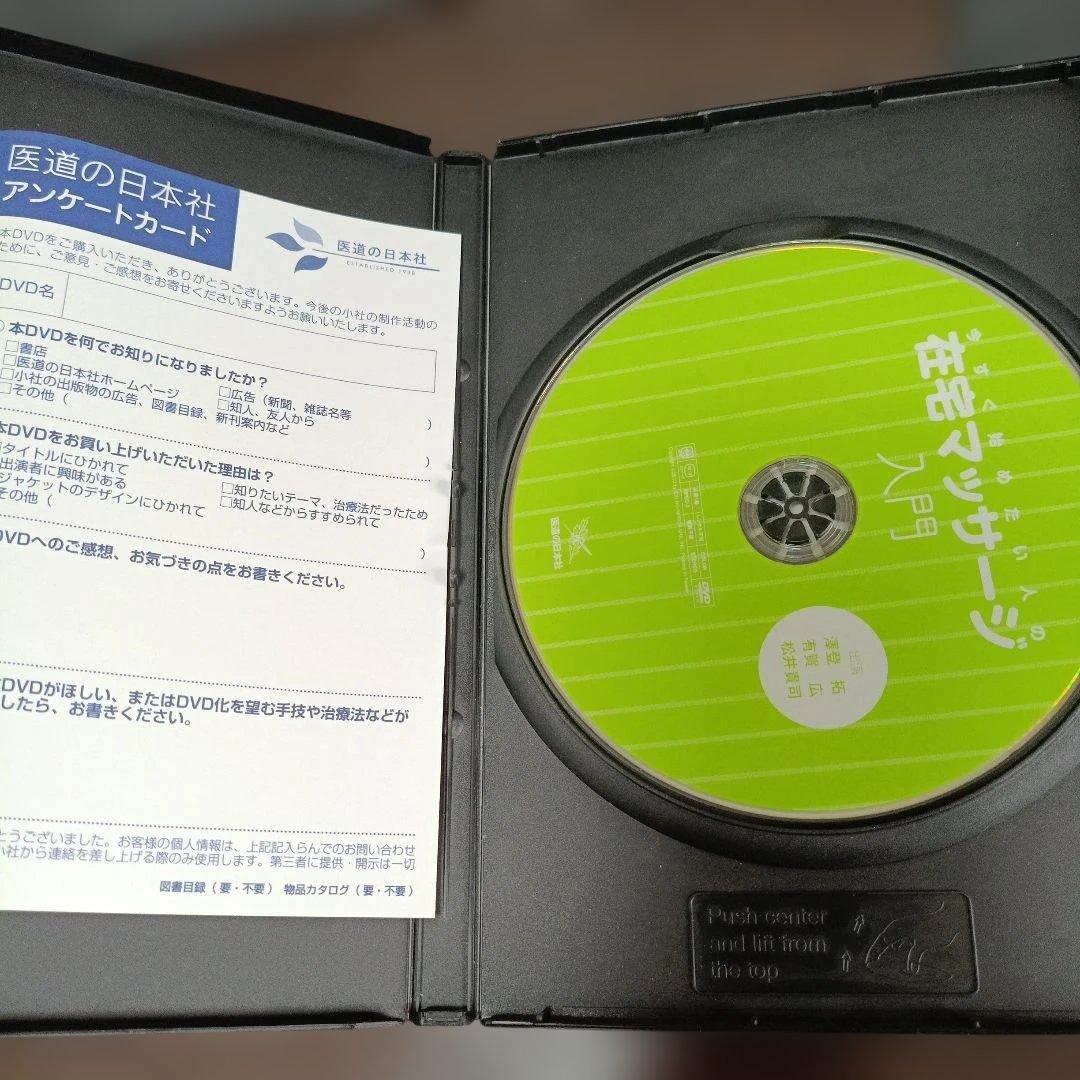 医道の日本社
アンケートカード
医道の日本社
ESTABLISHED 1938
本DVDをご購入いただき、ありがとうございます。今後の小社の制作活動の
ために、ご意見・ご感想をお寄せくださいますようお願いいたします。
DVD名
本DVDを何でお知りになりましたか？
□書店
□広告（新聞、雑誌名等　　）
□医道の日本社ホームページ
□知人、友人から
□小社の出版物の広告、図書目録、新刊案内など
□その他（　　）
本DVDをお買い上げいただいた理由は？
タイトルにひかれて
出演者に興味がある
□知りたいテーマ、治療法だったため
ジャケットのデザインにひかれて
□知人などからすすめられて
その他（　　）
DVDへのご感想、お気づきの点をお書きください。
DVDがほしい、またはDVD化を望む手技や治療法などが
したら、お書きください。
とうございました。お客様の個人情報は、上記記入らんでのお問い合わせ
小社から連絡を差し上げる際のみ使用します。第三者に提供・開示は一切
図書目録（要・不要）　物品カタログ（要・不要）
今すぐ始めたい人の
在宅マッサージ
入門
出演
澤登 拓
有賀 広
松井貴司
医道の日本社
DVD
Push center
and lift from
the top